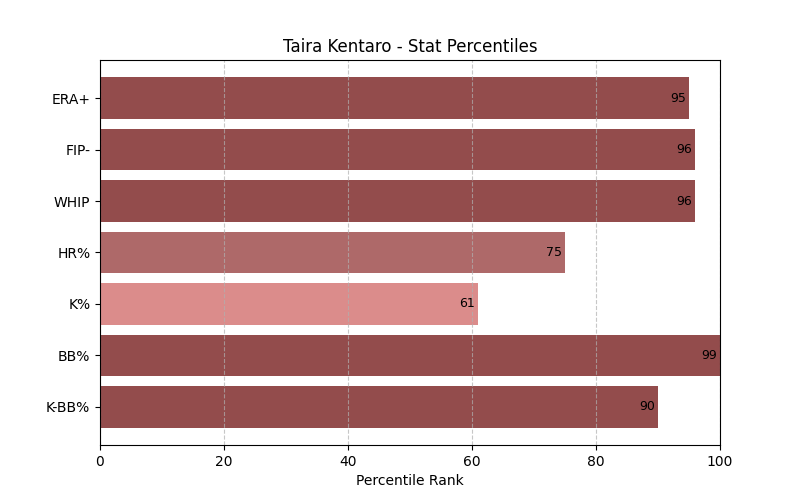 Taira Kentaro - Stat Percentiles
ERA+ 95
FIP- 96
WHIP 96
HR% 75
K% 61
BB% 99
K-BB% 90
0 20 40 60 80 100
Percentile Rank